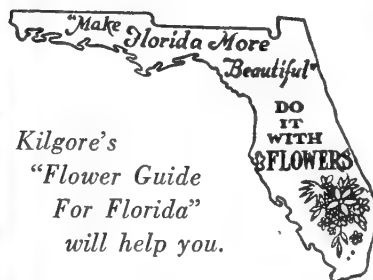 "Make
Florida More
Beautiful"
DO
IT
WITH
FLOWERS
Kilgore's
"Flower Guide
For Florida"
will help you.